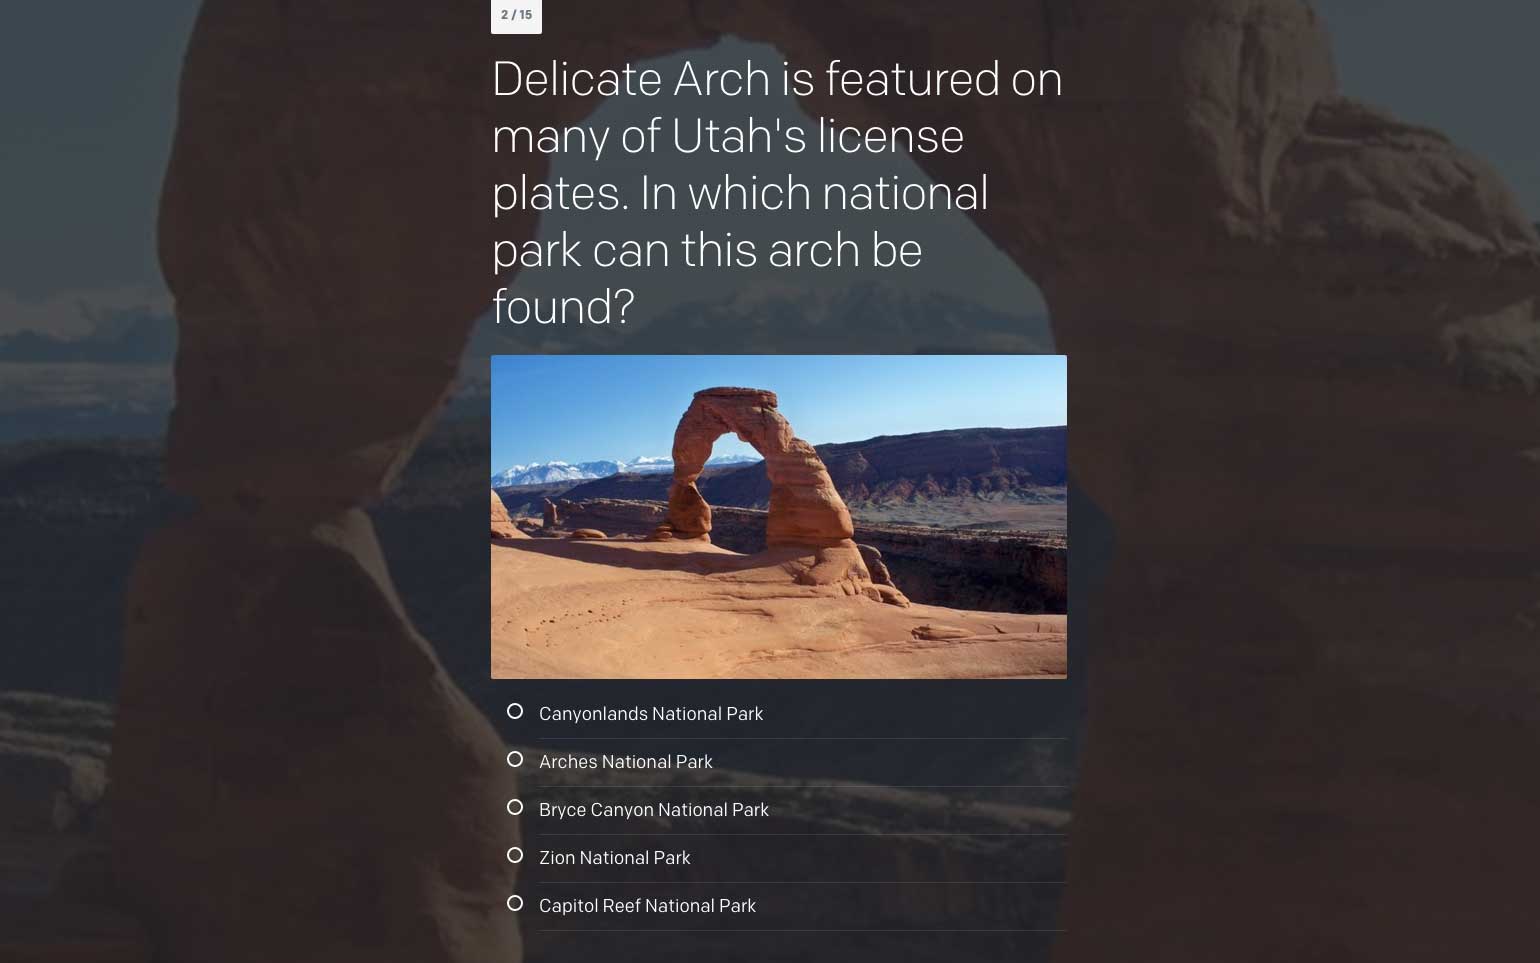 2 / 15
Delicate Arch is featured on
many of Utah's license
plates. In which national
park can this arch be
found?
Canyonlands National Park
Arches National Park
Bryce Canyon National Park
Zion National Park
Capitol Reef National Park